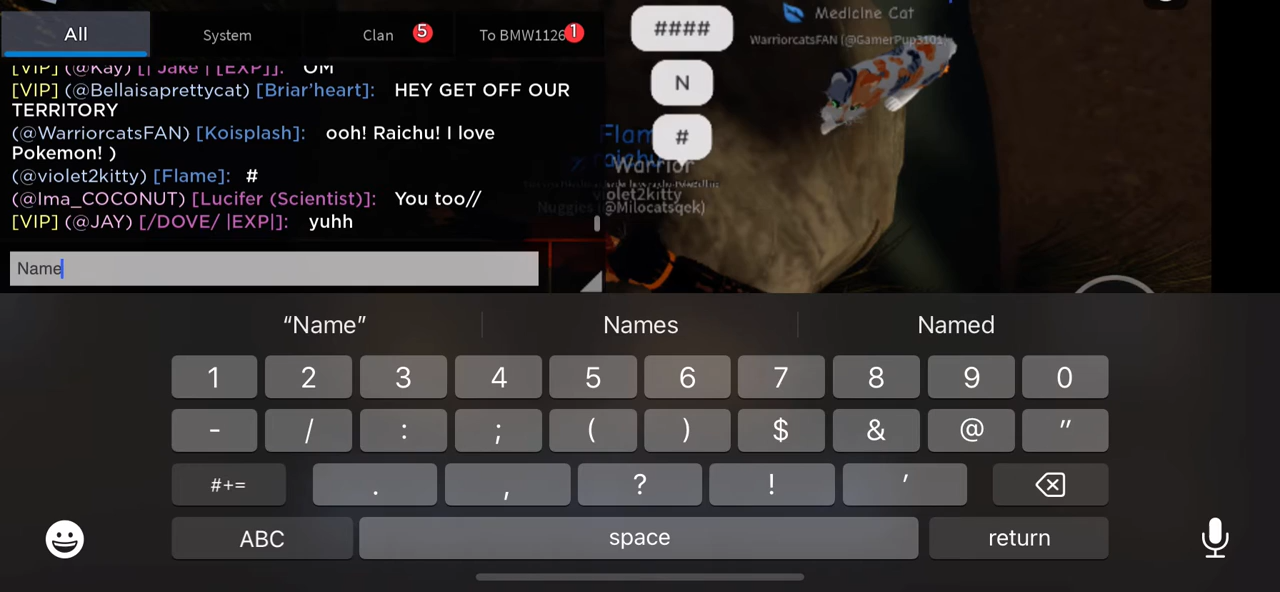 All
System
Clan
5
To BMW1126
1
[VIP] (@Kay) [| Jake | [EXP]]: OM
[VIP] (@Bellaisaprettycat) [Briar'heart]: HEY GET OFF OUR
TERRITORY
(@WarriorcatsFAN) [Koisplash]: ooh! Raichu! I love
Pokemon! )
(@violet2kitty) [Flame]: #
(@Ima_COCONUT) [Lucifer (Scientist)]: You too//
[VIP] (@JAY) [/DOVE/ |EXP|]: yuhh
Name
####
N
#
Medicine Cat
WarriorcatsFAN (@GamerPup3101)
Flame
raichu
Warrior
violet2kitty
Nuggies (@Milocatsqek)
“Name”
Names
Named
1 2 3 4 5 6 7 8 9 0
- / : ; ( ) $ & @ "
#+= . , ? ! '
ABC space return